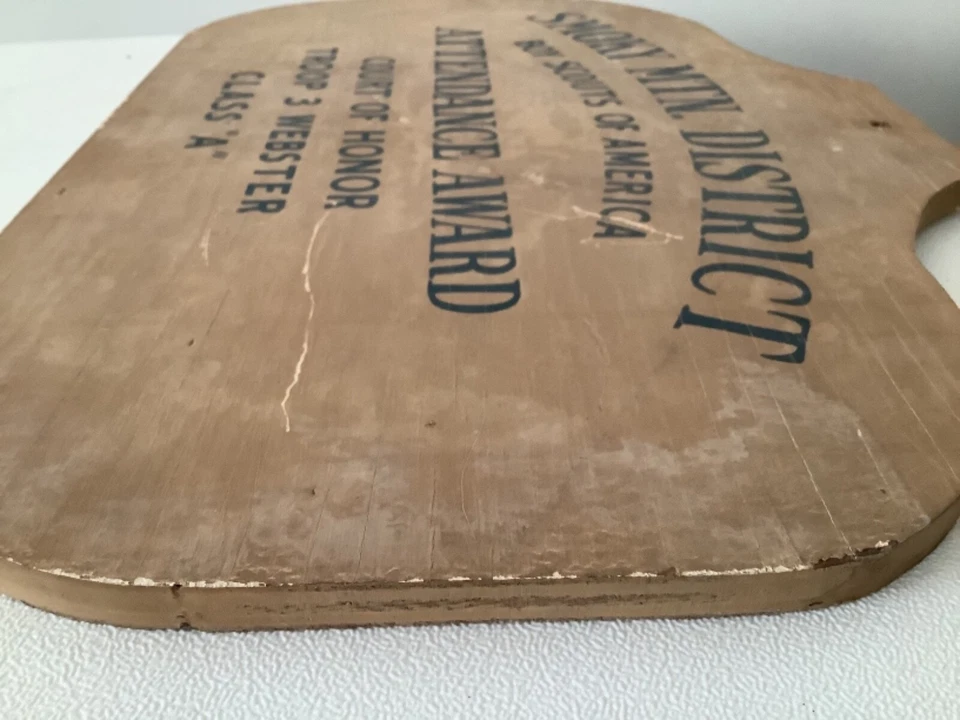 SMOKY MTN. DISTRICT
BOY SCOUTS OF AMERICA
ATTENDANCE AWARD
COURT OF HONOR
TROOP 3 WEBSTER
CLASS "A"